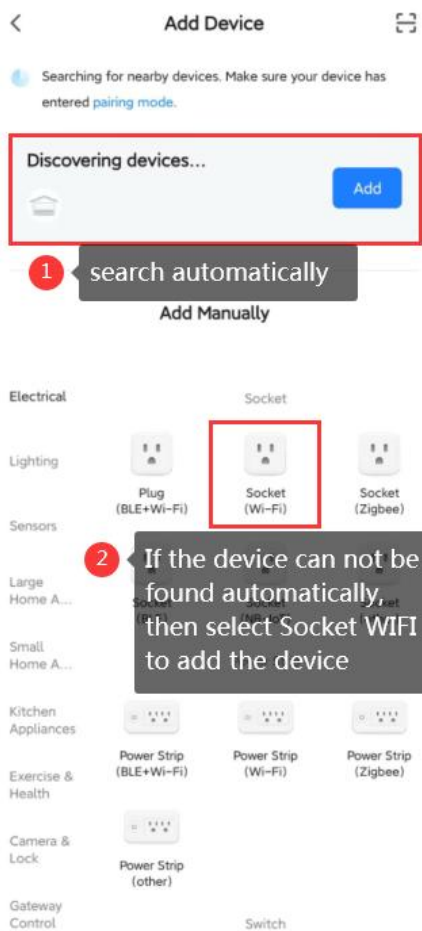 Add Device
Searching for nearby devices. Make sure your device has
entered pairing mode.
Discovering devices...
Add
1
search automatically
Add Manually
Electrical
Lighting
Sensors
Large
Home A...
Small
Home A...
Kitchen
Appliances
Exercise &
Health
Camera &
Lock
Gateway
Control
Socket
Plug
(BLE+Wi-Fi)
Socket
(Wi-Fi)
Socket
(Zigbee)
2
If the device can not be
found automatically,
then select Socket WIFI
to add the device
Power Strip
(BLE+Wi-Fi)
Power Strip
(Wi-Fi)
Power Strip
(Zigbee)
Power Strip
(other)
Switch